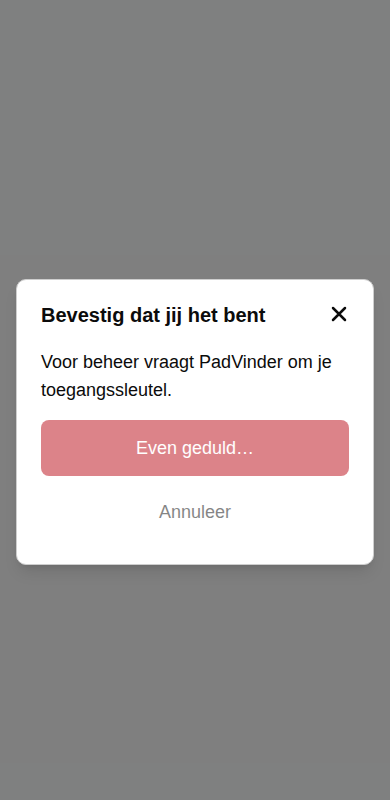 Bevestig dat jij het bent
Voor beheer vraagt PadVinder om je
toegangssleutel.
Even geduld…
Annuleer